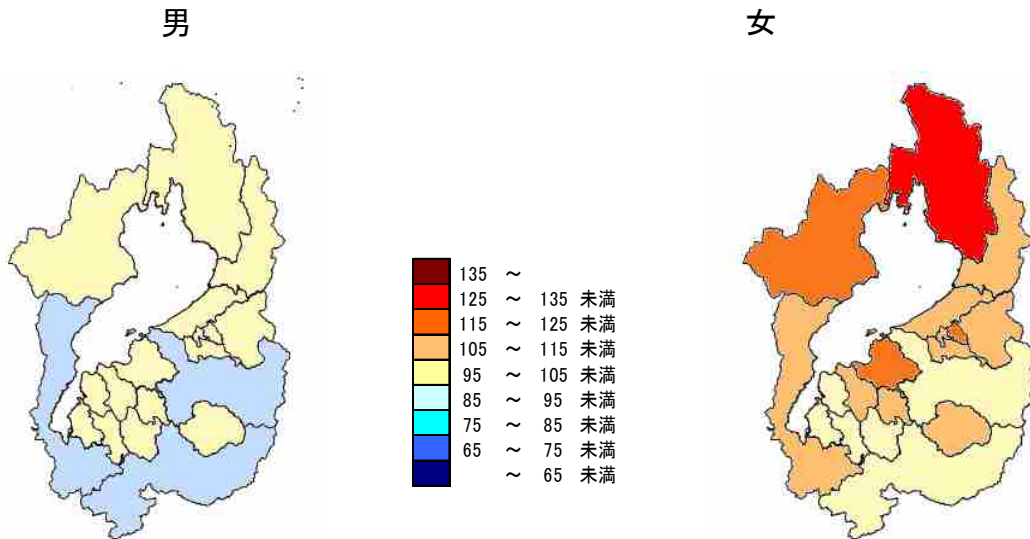 男
女
135 ～
125 ～ 135 未満
115 ～ 125 未満
105 ～ 115 未満
95 ～ 105 未満
85 ～ 95 未満
75 ～ 85 未満
65 ～ 75 未満
～ 65 未満